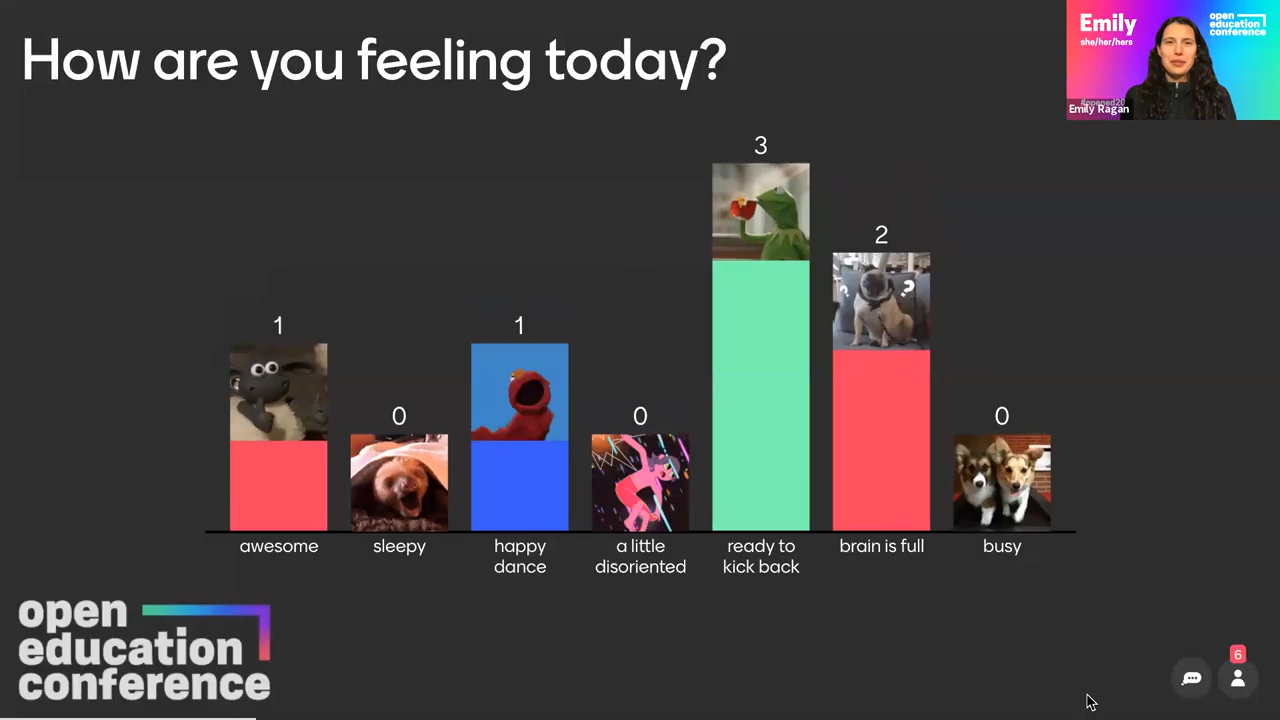 How are you feeling today?
Emily
she/her/hers
open
education
conference
#opened20
Emily Ragan
3
2
1
1
0
0
0
? ?
awesome
sleepy
happy
dance
a little
disoriented
ready to
kick back
brain is full
busy
open
education
conference
6